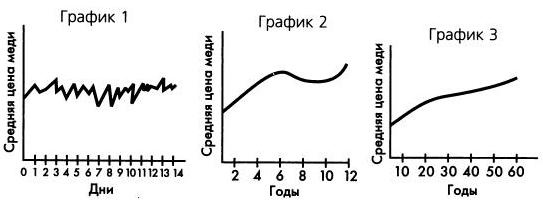 График 1
Средняя цена меди
0 1 2 3 4 5 6 7 8 9 10 11 12 13 14
Дни
График 2
Средняя цена меди
2 4 6 8 10 12
Годы
График 3
Средняя цена меди
10 20 30 40 50 60
Годы